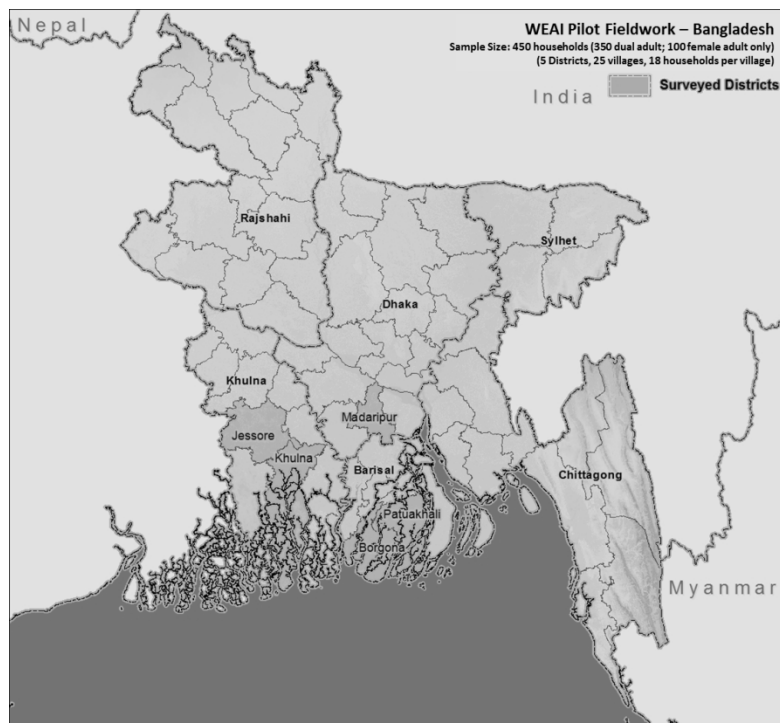 Nepal
WEAI Pilot Fieldwork – Bangladesh
Sample Size: 450 households (350 dual adult; 100 female adult only)
(5 Districts, 25 villages, 18 households per village)
India
Surveyed Districts
Rajshahi
Sylhet
Dhaka
Khulna
Madaripur
Jessore
Khulna
Barisal
Chittagong
Patuakhali
Borgona
Myanmar